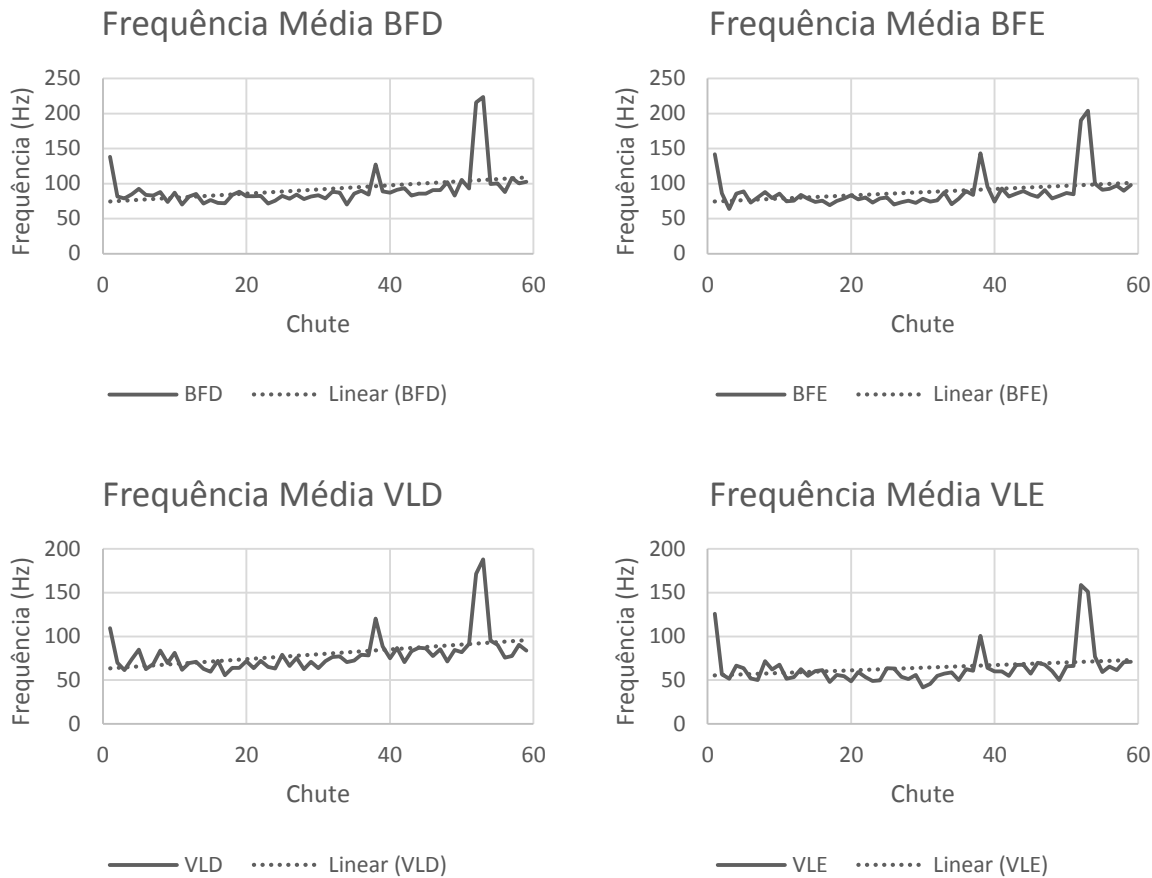 Frequência Média BFD
Frequência (Hz)
250
200
150
100
50
0
0 20 40 60
Chute
BFD Linear (BFD)
Frequência Média BFE
Frequência (Hz)
250
200
150
100
50
0
0 20 40 60
Chute
BFE Linear (BFE)
Frequência Média VLD
Frequência (Hz)
200
150
100
50
0
0 20 40 60
Chute
VLD Linear (VLD)
Frequência Média VLE
Frequência (Hz)
200
150
100
50
0
0 20 40 60
Chute
VLE Linear (VLE)